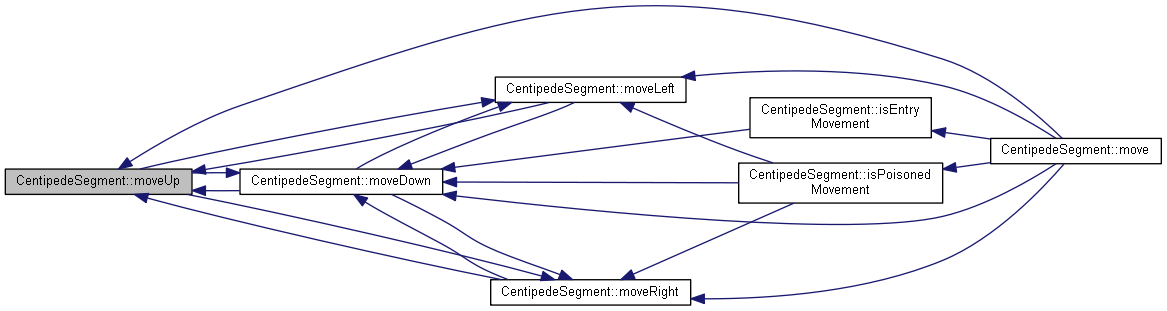 CentipedeSegment::moveUp
CentipedeSegment::moveDown
CentipedeSegment::moveLeft
CentipedeSegment::moveRight
CentipedeSegment::isEntry
Movement
CentipedeSegment::isPoisoned
Movement
CentipedeSegment::move